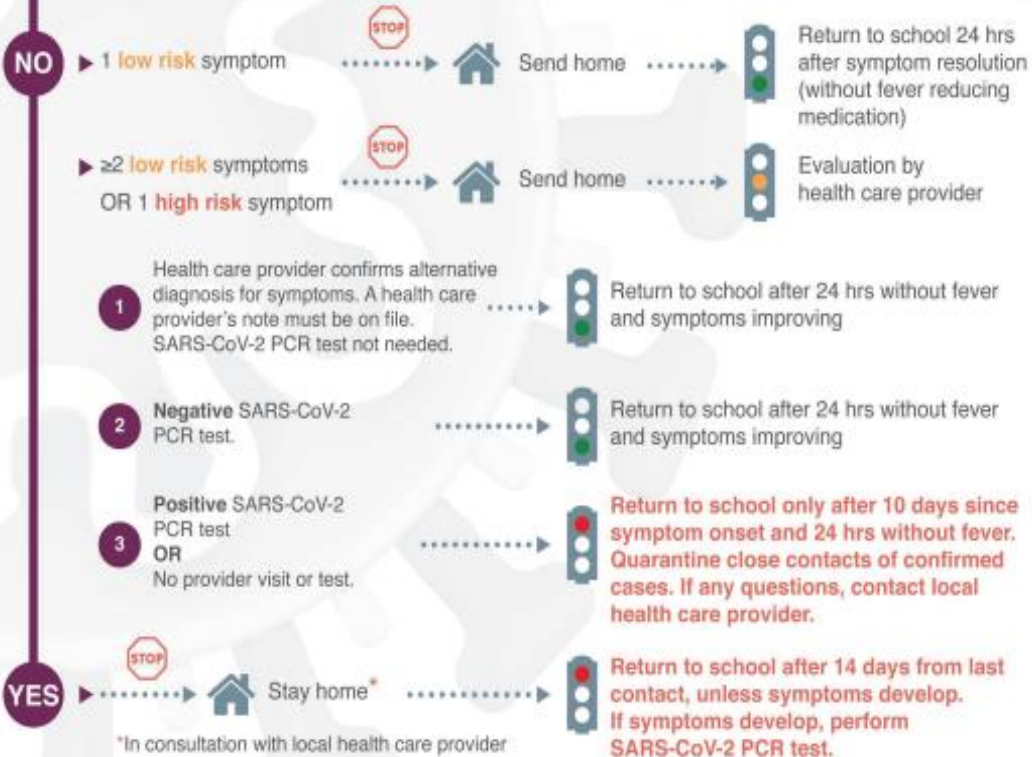 NO
1 low risk symptom
STOP
Send home
Return to school 24 hrs
after symptom resolution
(without fever reducing
medication)
≥2 low risk symptoms
OR 1 high risk symptom
STOP
Send home
Evaluation by
health care provider
1
Health care provider confirms alternative
diagnosis for symptoms. A health care
provider's note must be on file.
SARS-CoV-2 PCR test not needed.
Return to school after 24 hrs without fever
and symptoms improving
2
Negative SARS-CoV-2
PCR test.
Return to school after 24 hrs without fever
and symptoms improving
3
Positive SARS-CoV-2
PCR test
OR
No provider visit or test.
Return to school only after 10 days since
symptom onset and 24 hrs without fever.
Quarantine close contacts of confirmed
cases. If any questions, contact local
health care provider.
YES
STOP
Stay home*
Return to school after 14 days from last
contact, unless symptoms develop.
If symptoms develop, perform
SARS-CoV-2 PCR test.
*In consultation with local health care provider